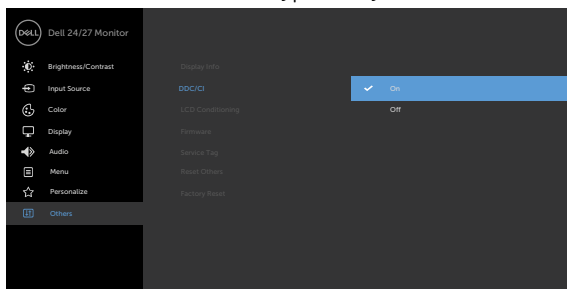 DELL
Dell 24/27 Monitor
Brightness/Contrast
Display Info
Input Source
DDC/CI
On
Color
LCD Conditioning
Off
Display
Firmware
Audio
Service Tag
Menu
Reset Others
Personalize
Factory Reset
Others